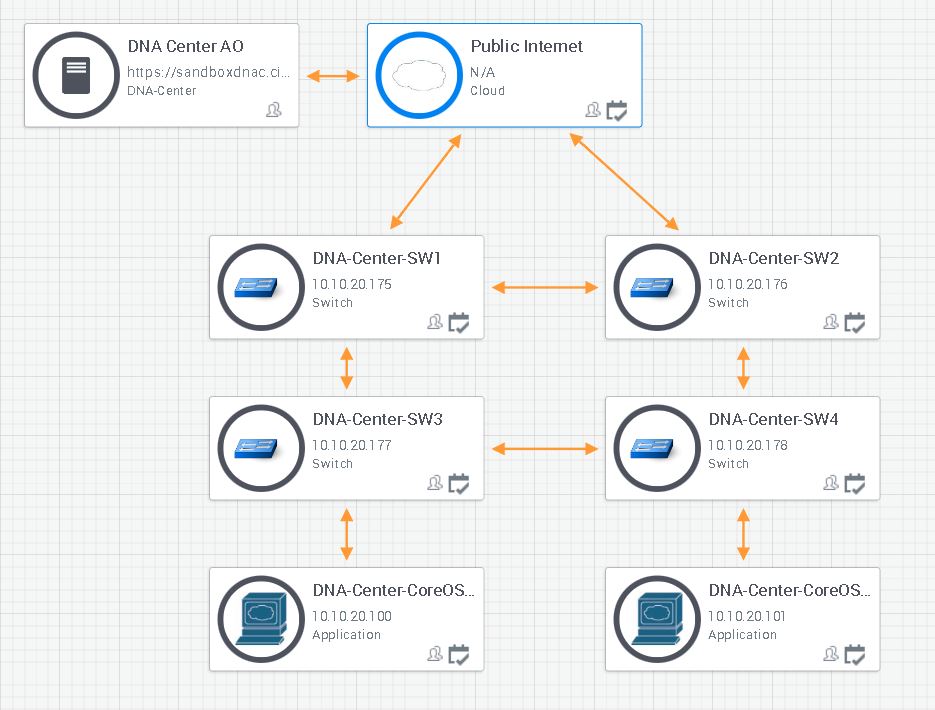 DNA Center AO
https://sandboxdnac.ci...
DNA-Center
Public Internet
N/A
Cloud
DNA-Center-SW1
10.10.20.175
Switch
DNA-Center-SW2
10.10.20.176
Switch
DNA-Center-SW3
10.10.20.177
Switch
DNA-Center-SW4
10.10.20.178
Switch
DNA-Center-CoreOS...
10.10.20.100
Application
DNA-Center-CoreOS...
10.10.20.101
Application